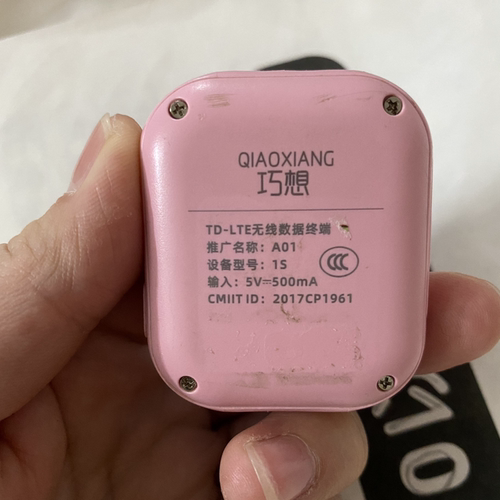 QIAOXIANG
巧想
TD-LTE无线数据终端
推广名称：A01
设备型号：1S
输入：5V⎓500mA
CMIIT ID：2017CP1961